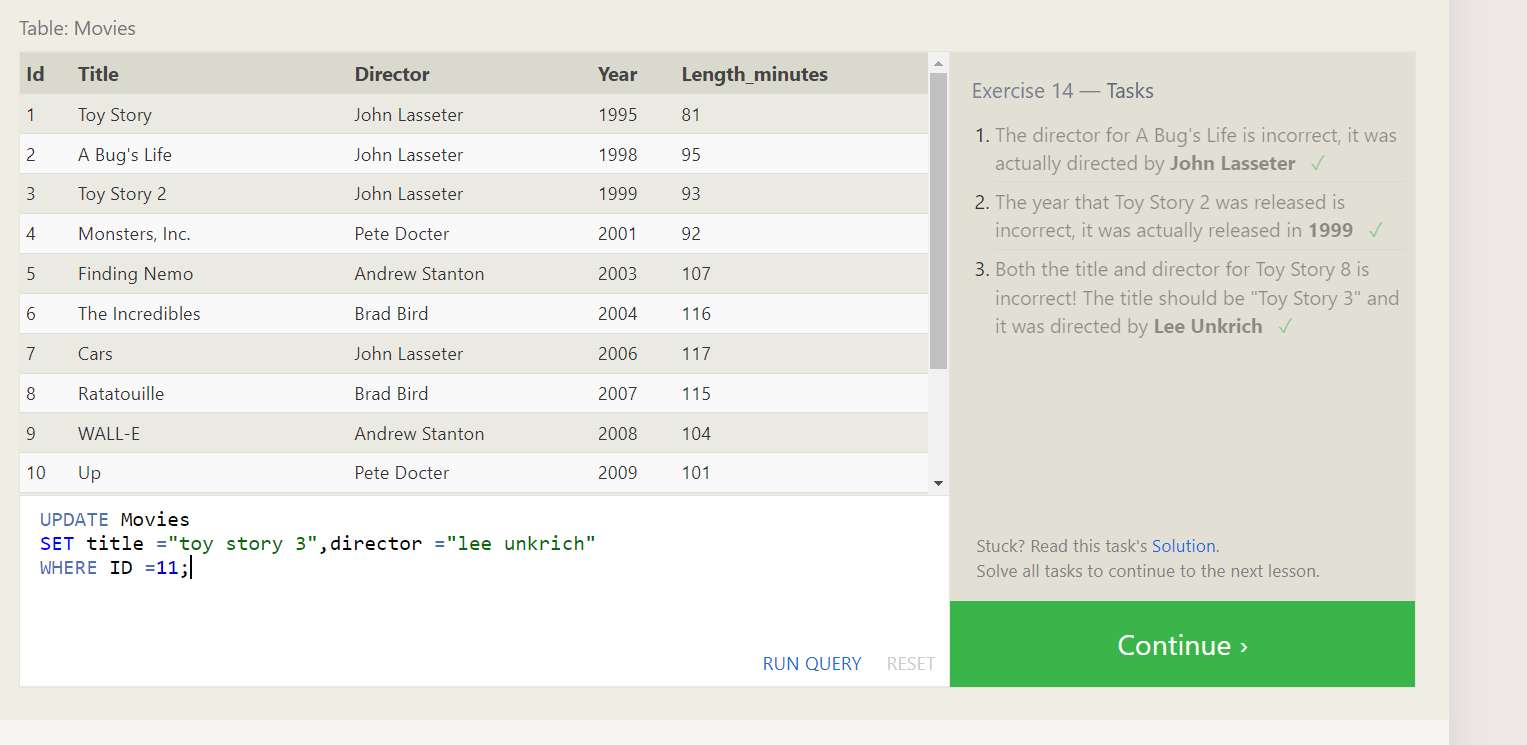 Table: Movies
Id Title Director Year Length_minutes
1 Toy Story John Lasseter 1995 81
2 A Bug's Life John Lasseter 1998 95
3 Toy Story 2 John Lasseter 1999 93
4 Monsters, Inc. Pete Docter 2001 92
5 Finding Nemo Andrew Stanton 2003 107
6 The Incredibles Brad Bird 2004 116
7 Cars John Lasseter 2006 117
8 Ratatouille Brad Bird 2007 115
9 WALL-E Andrew Stanton 2008 104
10 Up Pete Docter 2009 101
UPDATE Movies
SET title ="toy story 3",director ="lee unkrich"
WHERE ID =11;
RUN QUERY RESET
Exercise 14 — Tasks
1. The director for A Bug's Life is incorrect, it was
actually directed by John Lasseter ✓
2. The year that Toy Story 2 was released is
incorrect, it was actually released in 1999 ✓
3. Both the title and director for Toy Story 8 is
incorrect! The title should be "Toy Story 3" and
it was directed by Lee Unkrich ✓
Stuck? Read this task's Solution.
Solve all tasks to continue to the next lesson.
Continue ›